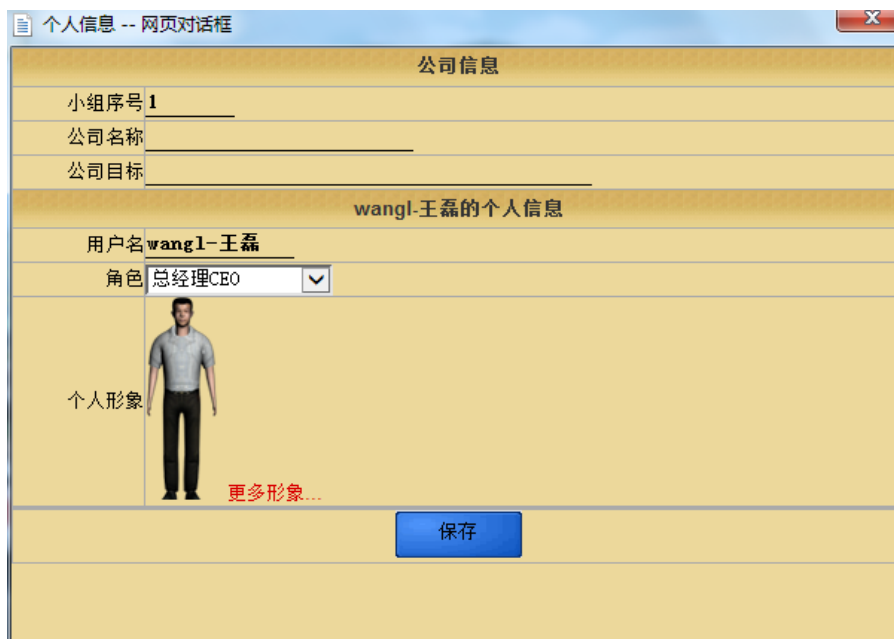 个人信息 -- 网页对话框
公司信息
小组序号 1
公司名称
公司目标
wangl-王磊的个人信息
用户名 wangl-王磊
角色 总经理CEO
个人形象
更多形象...
保存